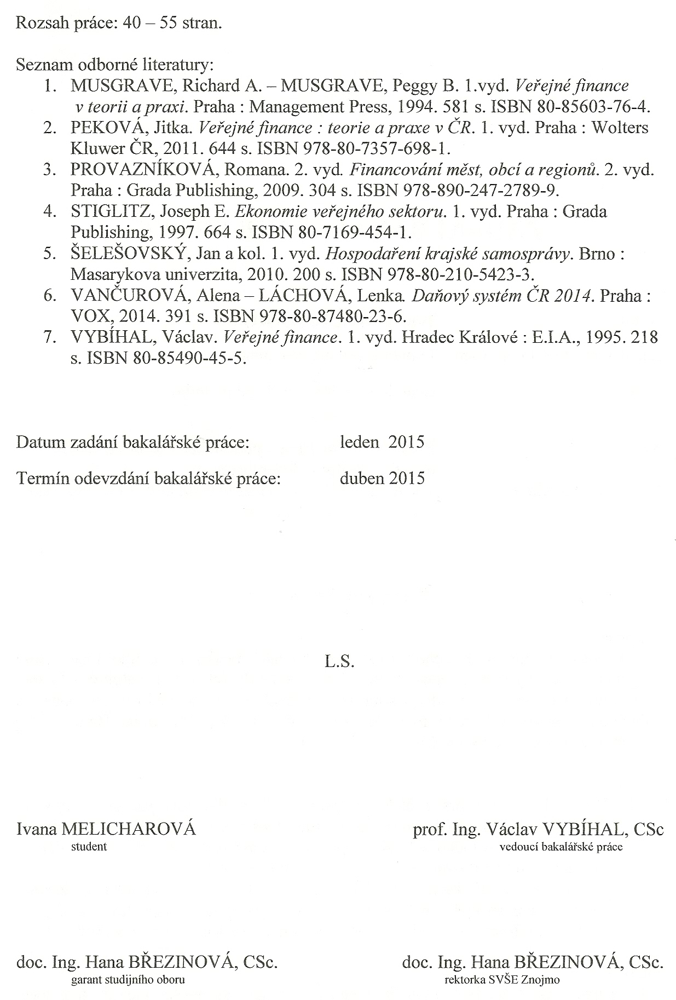 Rozsah práce: 40 – 55 stran.
Seznam odborné literatury:
1. MUSGRAVE, Richard A. – MUSGRAVE, Peggy B. 1.vyd. Veřejné finance
v teorii a praxi. Praha : Management Press, 1994. 581 s. ISBN 80-85603-76-4.
2. PEKOVÁ, Jitka. Veřejné finance : teorie a praxe v ČR. 1. vyd. Praha : Wolters
Kluwer ČR, 2011. 644 s. ISBN 978-80-7357-698-1.
3. PROVAZNÍKOVÁ, Romana. 2. vyd. Financování měst, obcí a regionů. 2. vyd.
Praha : Grada Publishing, 2009. 304 s. ISBN 978-890-247-2789-9.
4. STIGLITZ, Joseph E. Ekonomie veřejného sektoru. 1. vyd. Praha : Grada
Publishing, 1997. 664 s. ISBN 80-7169-454-1.
5. ŠELEŠOVSKÝ, Jan a kol. 1. vyd. Hospodaření krajské samosprávy. Brno :
Masarykova univerzita, 2010. 200 s. ISBN 978-80-210-5423-3.
6. VANČUROVÁ, Alena – LÁCHOVÁ, Lenka. Daňový systém ČR 2014. Praha :
VOX, 2014. 391 s. ISBN 978-80-87480-23-6.
7. VYBÍHAL, Václav. Veřejné finance. 1. vyd. Hradec Králové : E.I.A., 1995. 218
s. ISBN 80-85490-45-5.
Datum zadání bakalářské práce: leden 2015
Termín odevzdání bakalářské práce: duben 2015
L.S.
Ivana MELICHAROVÁ prof. Ing. Václav VYBÍHAL, CSc
student vedoucí bakalářské práce
doc. Ing. Hana BŘEZINOVÁ, CSc. doc. Ing. Hana BŘEZINOVÁ, CSc.
garant studijního oboru rektorka SVŠE Znojmo